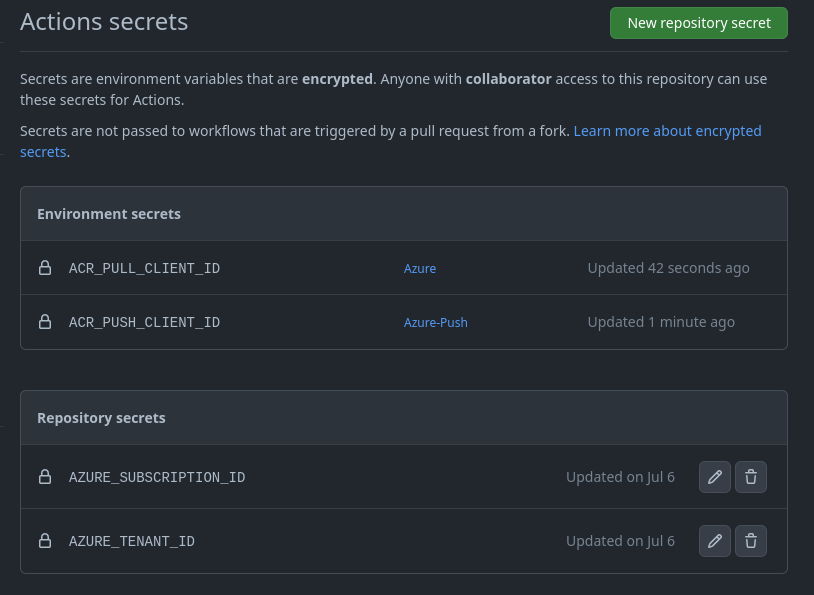 Actions secrets
New repository secret
Secrets are environment variables that are encrypted. Anyone with collaborator access to this repository can use
these secrets for Actions.
Secrets are not passed to workflows that are triggered by a pull request from a fork. Learn more about encrypted
secrets.
Environment secrets
ACR_PULL_CLIENT_ID Azure Updated 42 seconds ago
ACR_PUSH_CLIENT_ID Azure-Push Updated 1 minute ago
Repository secrets
AZURE_SUBSCRIPTION_ID Updated on Jul 6
AZURE_TENANT_ID Updated on Jul 6